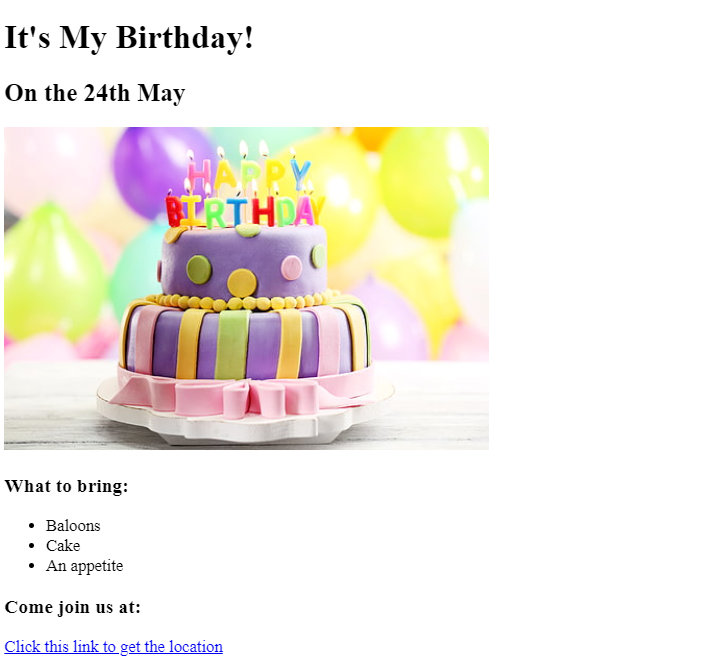 It's My Birthday!
On the 24th May
HAPPY
BIRTHDAY
What to bring:
Baloons
Cake
An appetite
Come join us at:
Click this link to get the location